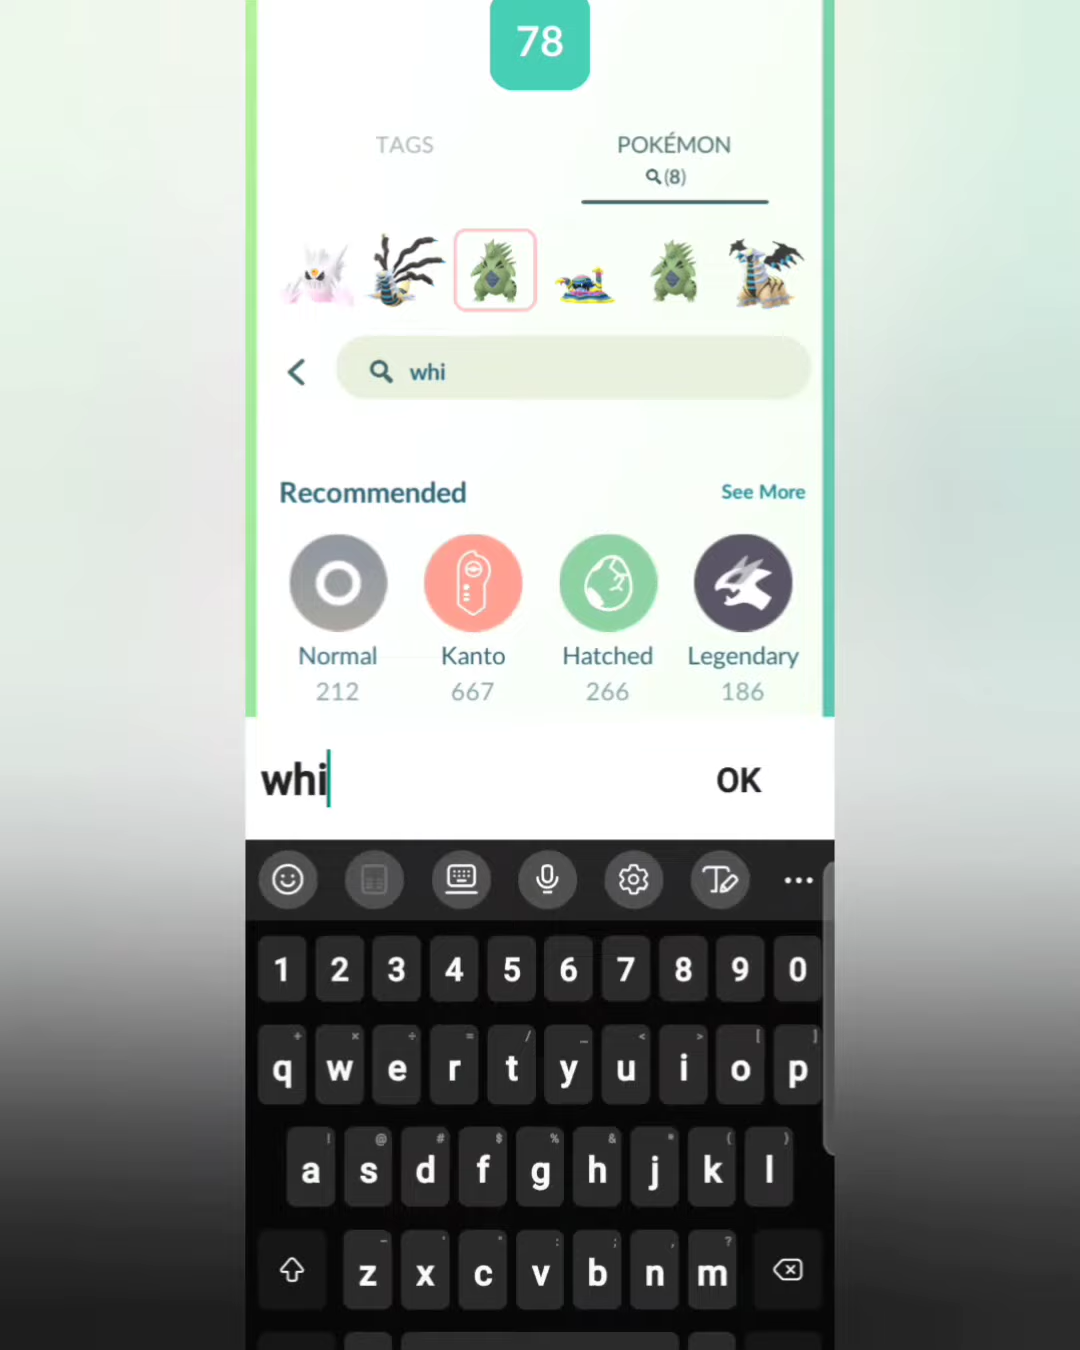 78
TAGS
POKÉMON
(8)
whi
Recommended
See More
Normal
Kanto
Hatched
Legendary
212
667
266
186
whi
OK
1 2 3 4 5 6 7 8 9 0
+ × ÷ = / _ < > [ ]
q w e r t y u i o p
! @ # $ % & * ( )
a s d f g h j k l
- ' " : ; , ?
z x c v b n m